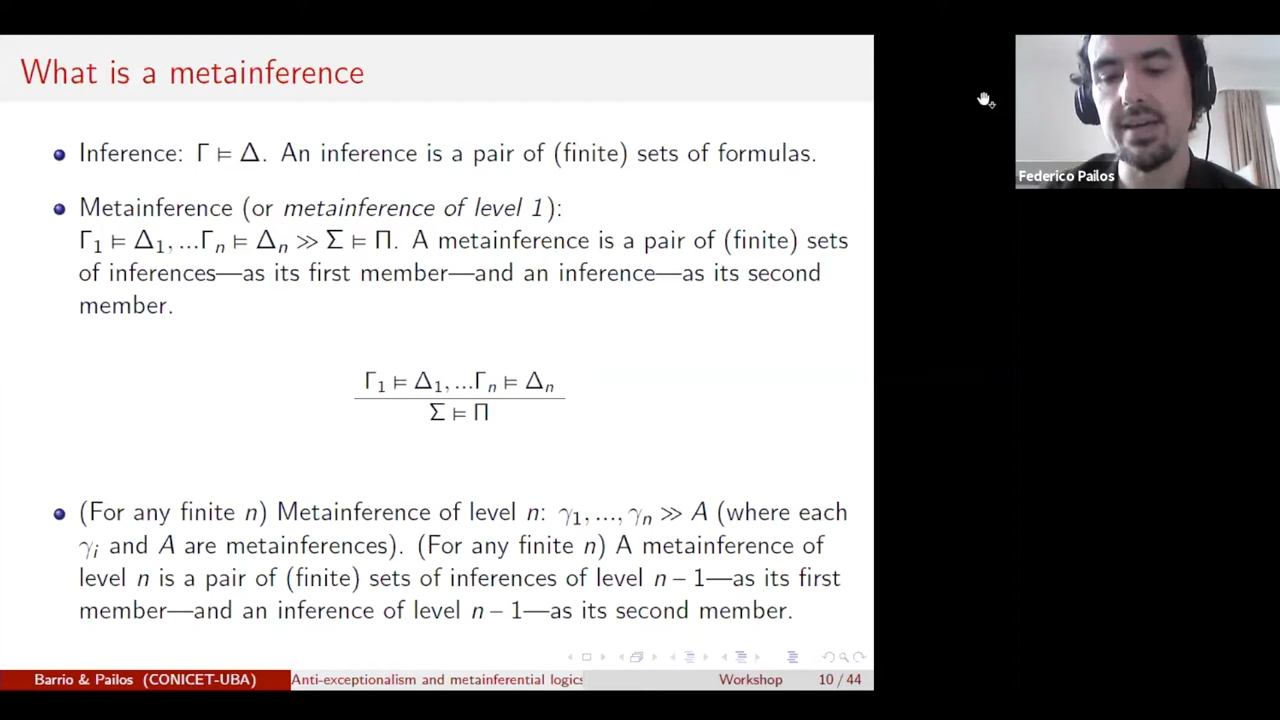 What is a metainference
Inference: Γ ⊨ Δ. An inference is a pair of (finite) sets of formulas.
Metainference (or metainference of level 1):
Γ₁ ⊨ Δ₁, ...Γₙ ⊨ Δₙ ≫ Σ ⊨ Π. A metainference is a pair of (finite) sets
of inferences—as its first member—and an inference—as its second
member.
Γ₁ ⊨ Δ₁, ...Γₙ ⊨ Δₙ
Σ ⊨ Π
(For any finite n) Metainference of level n: γ₁, ..., γₙ ≫ A (where each
γᵢ and A are metainferences). (For any finite n) A metainference of
level n is a pair of (finite) sets of inferences of level n – 1—as its first
member—and an inference of level n – 1—as its second member.
Barrio & Pailos (CONICET-UBA) Anti-exceptionalism and metainferential logics Workshop 10 / 44
Federico Pailos